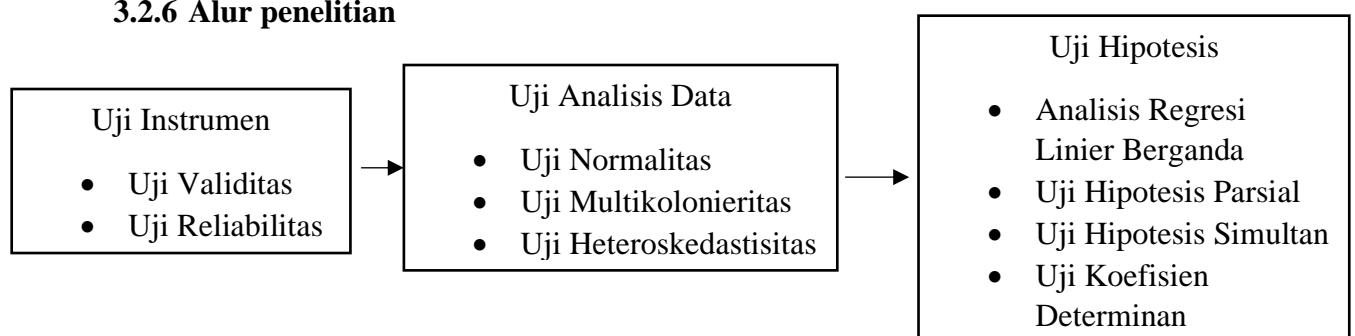 3.2.6 Alur penelitian
Uji Instrumen
• Uji Validitas
• Uji Reliabilitas
Uji Analisis Data
• Uji Normalitas
• Uji Multikolonieritas
• Uji Heteroskedastisitas
Uji Hipotesis
• Analisis Regresi
Linier Berganda
• Uji Hipotesis Parsial
• Uji Hipotesis Simultan
• Uji Koefisien
Determinan